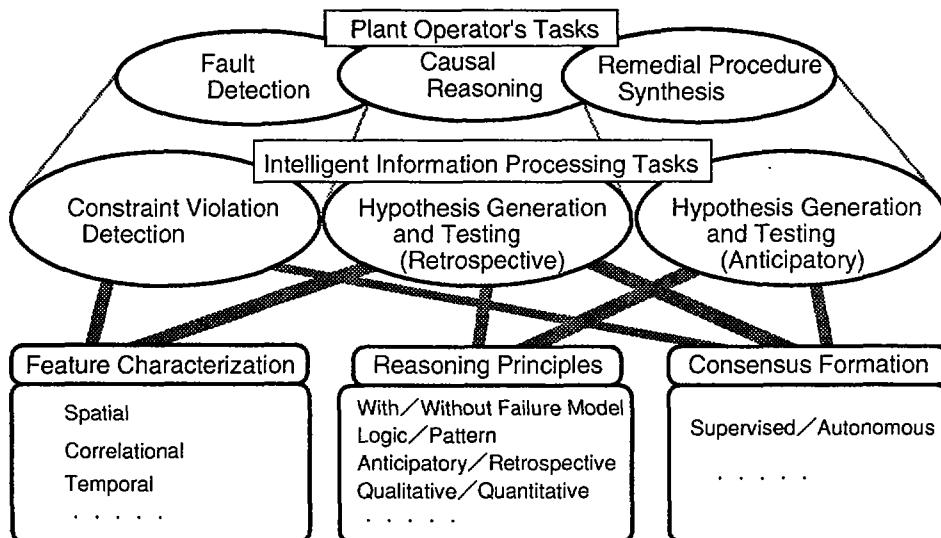 Plant Operator's Tasks
Fault
Detection
Causal
Reasoning
Remedial Procedure
Synthesis
Intelligent Information Processing Tasks
Constraint Violation
Detection
Hypothesis Generation
and Testing
(Retrospective)
Hypothesis Generation
and Testing
(Anticipatory)
Feature Characterization
Spatial
Correlational
Temporal
. . . . .
Reasoning Principles
With/Without Failure Model
Logic/Pattern
Anticipatory/Retrospective
Qualitative/Quantitative
. . . . .
Consensus Formation
Supervised/Autonomous
. . . . .